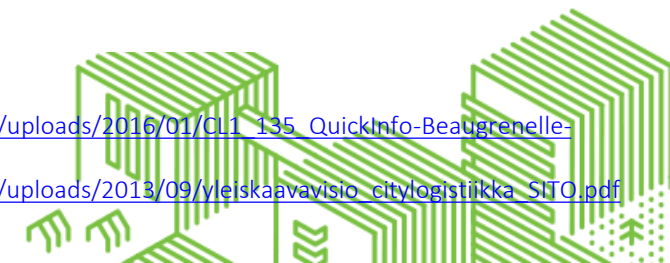 /uploads/2016/01/CL1_135_QuickInfo-Beaugrenelle-
/uploads/2013/09/yleiskaavavisio_citylogistiikka_SITO.pdf